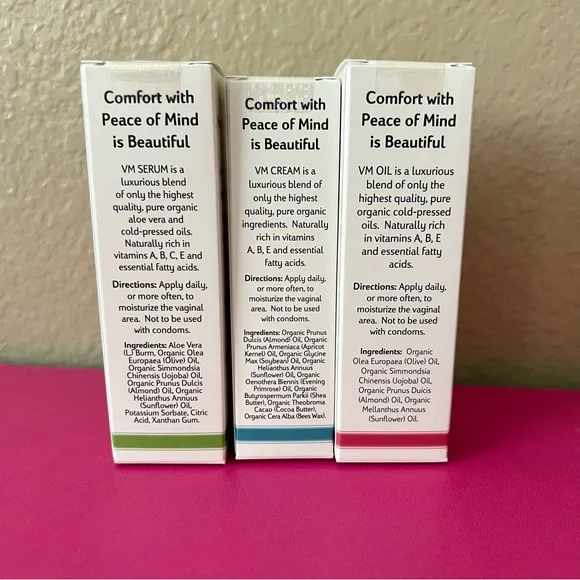 Comfort with
Peace of Mind
is Beautiful
VM SERUM is a
luxurious blend
of only the highest
quality, pure organic
aloe vera and
cold-pressed oils.
Naturally rich in
vitamins A, B, C, E and
essential fatty acids.
Directions: Apply daily,
or more often, to
moisturize the vaginal
area. Not to be used
with condoms.
Ingredients: Aloe Vera
(L.) Burm, Organic Olea
Europaea (Olive) Oil,
Organic Simmondsia
Chinensis (Jojoba) Oil,
Organic Prunus Dulcis
(Almond) Oil, Organic
Helianthus Annuus
(Sunflower) Oil,
Potassium Sorbate, Citric
Acid, Xanthan Gum.
Comfort with
Peace of Mind
is Beautiful
VM CREAM is a
luxurious blend of
only the highest
quality, pure organic
ingredients. Naturally
rich in vitamins
A, B, E and essential
fatty acids.
Directions: Apply daily,
or more often, to
moisturize the vaginal
area. Not to be used
with condoms.
Ingredients: Organic Prunus
Dulcis (Almond) Oil, Organic
Prunus Armeniaca (Apricot
Kernel) Oil, Organic Glycine
Max (Soybean) Oil, Organic
Helianthus Annuus
(Sunflower) Oil, Organic
Oenothera Biennis (Evening
Primrose) Oil, Organic
Butyrospermum Parkii (Shea
Butter), Organic Theobroma
Cacao (Cocoa Butter),
Organic Cera Alba (Bees Wax).
Comfort with
Peace of Mind
is Beautiful
VM OIL is a luxurious
blend of only the
highest quality, pure
organic cold-pressed
oils. Naturally rich
in vitamins A, B, E
and essential fatty
acids.
Directions: Apply daily,
or more often, to
moisturize the vaginal
area. Not to be used
with condoms.
Ingredients: Organic
Olea Europaea (Olive) Oil,
Organic Simmondsia
Chinensis (Jojoba) Oil,
Organic Prunus Duicis
(Almond) Oil, Organic
Mellanthus Annuus
(Sunflower) Oil.